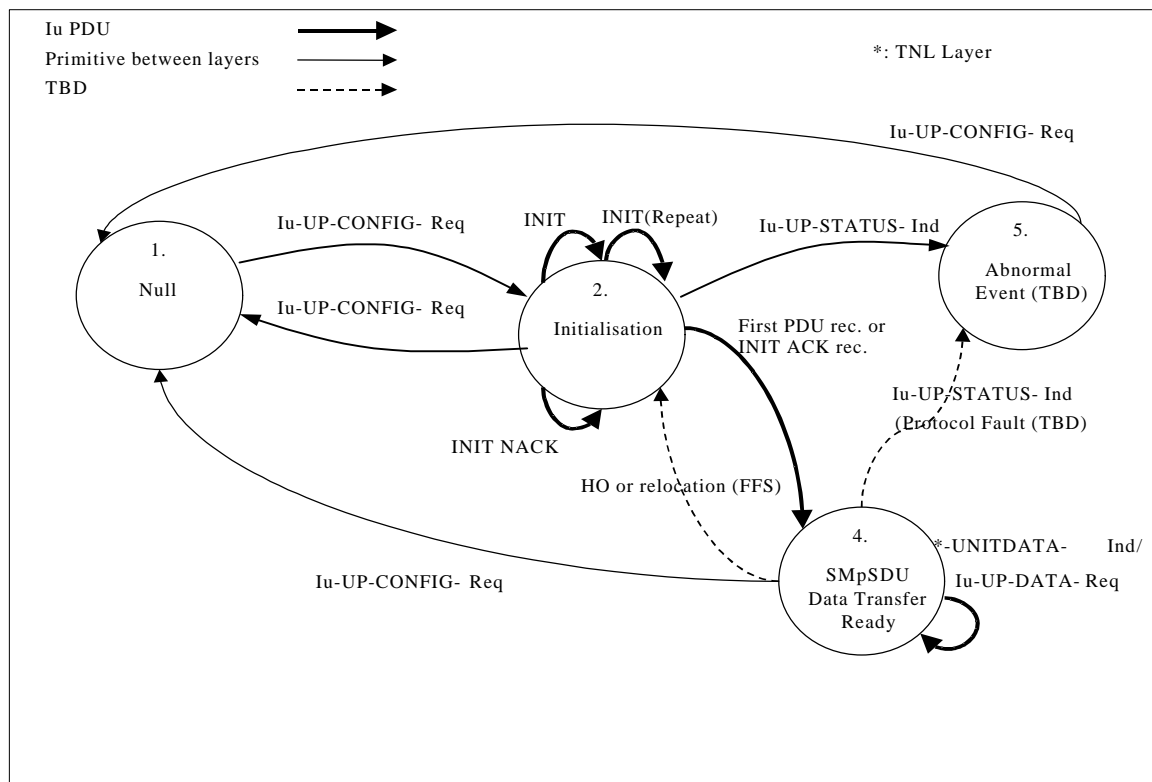 Iu PDU
Primitive between layers
TBD
*: TNL Layer
Iu-UP-CONFIG- Req
Iu-UP-CONFIG- Req
INIT
INIT(Repeat)
Iu-UP-STATUS- Ind
1.
Null
Iu-UP-CONFIG- Req
2.
Initialisation
5.
Abnormal
Event (TBD)
First PDU rec. or
INIT ACK rec.
Iu-UP-STATUS- Ind
(Protocol Fault (TBD)
INIT NACK
HO or relocation (FFS)
Iu-UP-CONFIG- Req
4.
SMpSDU
Data Transfer
Ready
*-UNITDATA- Ind/
Iu-UP-DATA- Req